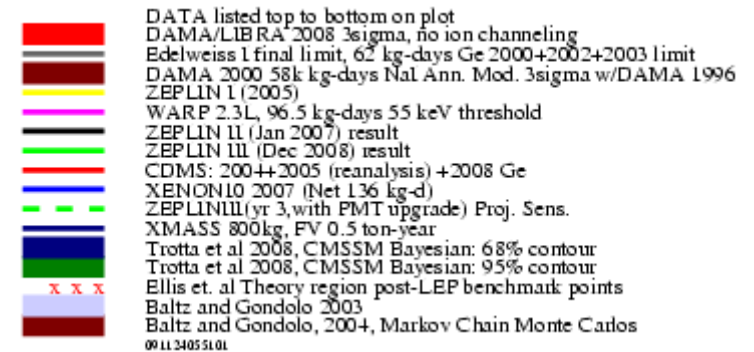 DATA listed top to bottom on plot
DAMA/LIBRA 2008 3sigma, no ion channeling
Edelweiss I final limit, 62 kg-days Ge 2000+2002+2003 limit
DAMA 2000 58k kg-days NaI Ann. Mod. 3sigma w/DAMA 1996
ZEPLIN I (2005)
WARP 2.3L, 96.5 kg-days 55 keV threshold
ZEPLIN II (Jan 2007) result
ZEPLIN III (Dec 2008) result
CDMS: 2004+2005 (reanalysis) +2008 Ge
XENON10 2007 (Net 136 kg-d)
ZEPLINIII(yr 3,with PMT upgrade) Proj. Sens.
XMASS 800kg, FV 0.5 ton-year
Trotta et al 2008, CMSSM Bayesian: 68% contour
Trotta et al 2008, CMSSM Bayesian: 95% contour
x x x Ellis et. al Theory region post-LEP benchmark points
Baltz and Gondolo 2003
Baltz and Gondolo, 2004, Markov Chain Monte Carlos
091124055101